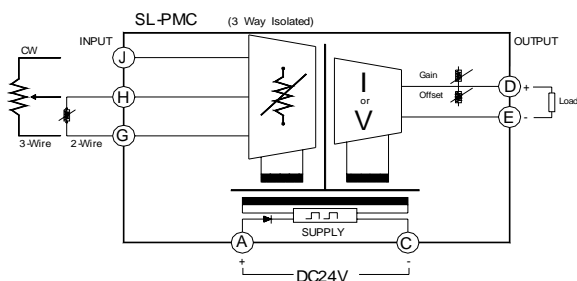 SL-PMC (3 Way Isolated)
INPUT
OUTPUT
CW
J
H
G
3-Wire
2-Wire
I
or
V
Gain
Offset
D
+
E
-
Load
SUPPLY
A
C
+
-
DC24V